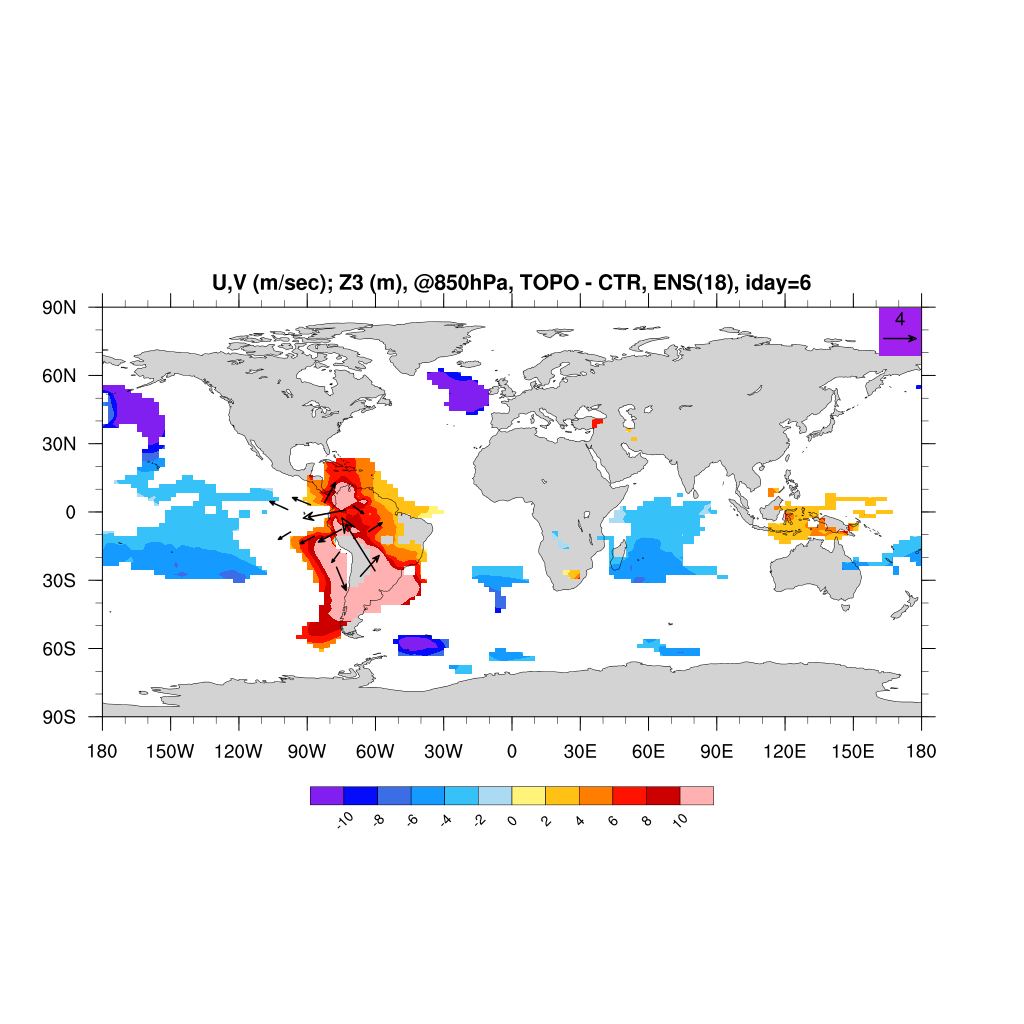 U,V (m/sec); Z3 (m), @850hPa, TOPO - CTR, ENS(18), iday=6
90N
4
60N
30N
0
30S
60S
90S
180 150W 120W 90W 60W 30W 0 30E 60E 90E 120E 150E 180
-10 -8 -6 -4 -2 0 2 4 6 8 10